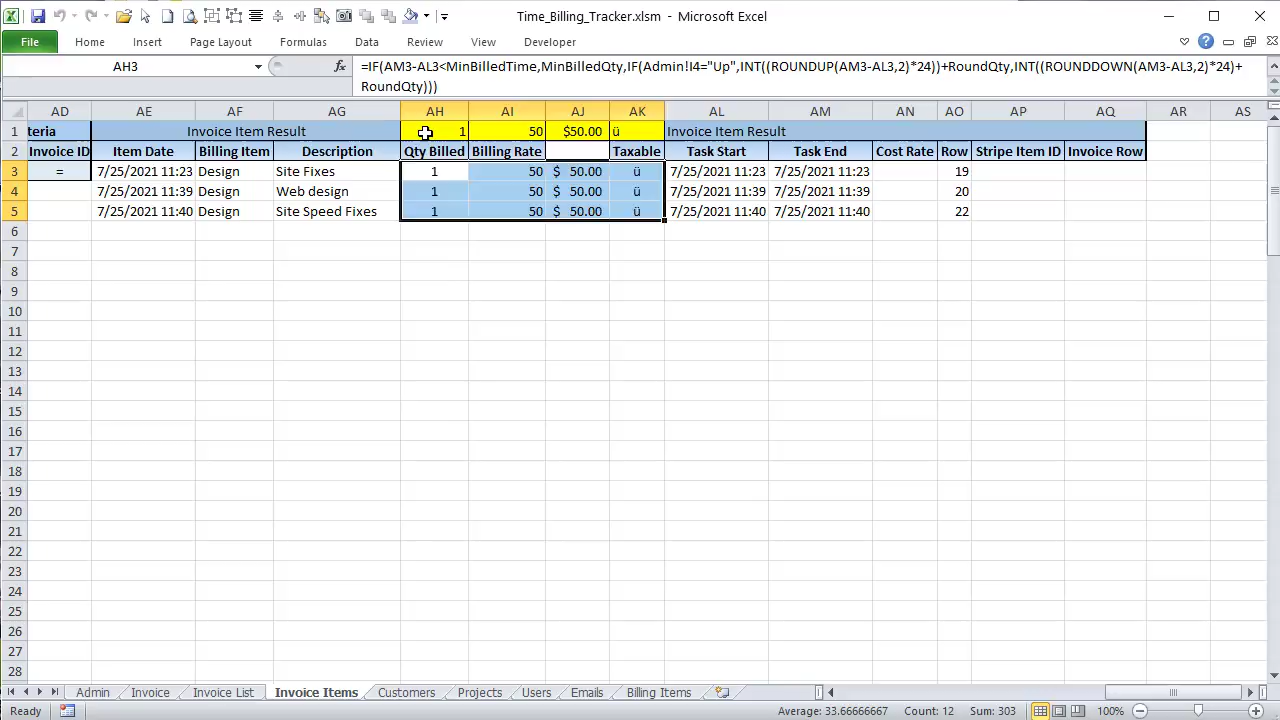 Time_Billing_Tracker.xlsm - Microsoft Excel
File Home Insert Page Layout Formulas Data Review View Developer
AH3 fx =IF(AM3-AL3<MinBilledTime,MinBilledQty,IF(Admin!I4="Up",INT((ROUNDUP(AM3-AL3,2)*24))+RoundQty,INT((ROUNDDOWN(AM3-AL3,2)*24)+
RoundQty)))
AD AE AF AG AH AI AJ AK AL AM AN AO AP AQ AR AS
1 teria Invoice Item Result 1 50 $50.00 ü Invoice Item Result
2 Invoice ID Item Date Billing Item Description Qty Billed Billing Rate Taxable Task Start Task End Cost Rate Row Stripe Item ID Invoice Row
3 = 7/25/2021 11:23 Design Site Fixes 1 50 $ 50.00 ü 7/25/2021 11:23 7/25/2021 11:23 19
4 7/25/2021 11:39 Design Web design 1 50 $ 50.00 ü 7/25/2021 11:39 7/25/2021 11:39 20
5 7/25/2021 11:40 Design Site Speed Fixes 1 50 $ 50.00 ü 7/25/2021 11:40 7/25/2021 11:40 22
6
7
8
9
10
11
12
13
14
15
16
17
18
19
20
21
22
23
24
25
26
27
28
Admin Invoice Invoice List Invoice Items Customers Projects Users Emails Billing Items
Ready Average: 33.66666667 Count: 12 Sum: 303 100%